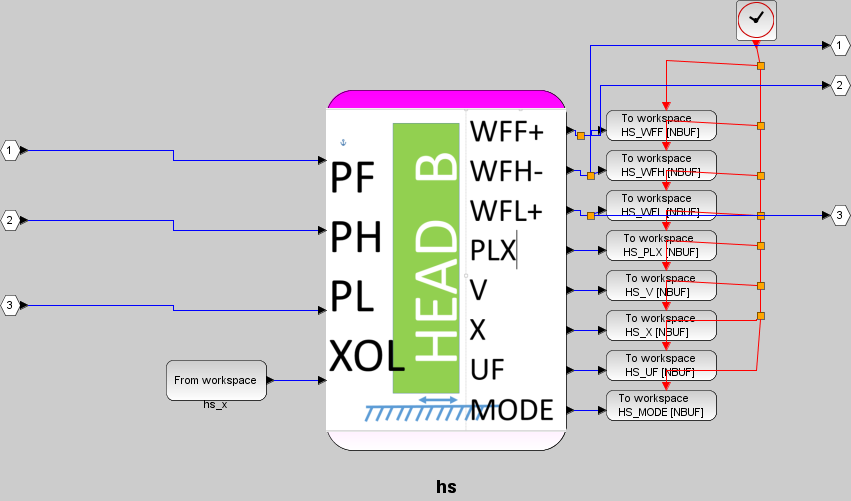 1
2
3
From workspace
hs_x
PF
PH
PL
XOL
HEAD B
WFF+
WFH-
WFL+
PLX
V
X
UF
MODE
To workspace
HS_WFF [NBUF]
To workspace
HS_WFH [NBUF]
To workspace
HS_WFL [NBUF]
To workspace
HS_PLX [NBUF]
To workspace
HS_V [NBUF]
To workspace
HS_X [NBUF]
To workspace
HS_UF [NBUF]
To workspace
HS_MODE [NBUF]
1
2
3
hs